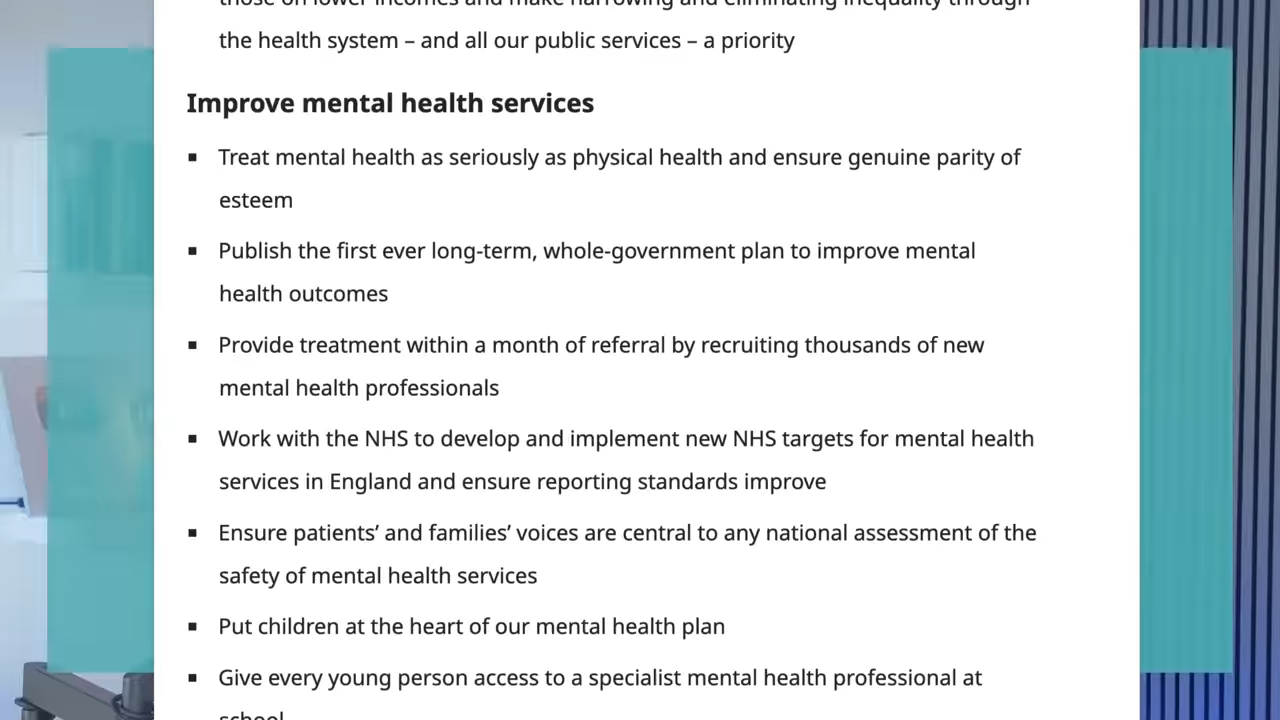 those on lower incomes and make narrowing and eliminating inequality through
the health system – and all our public services – a priority
Improve mental health services
▪ Treat mental health as seriously as physical health and ensure genuine parity of
esteem
▪ Publish the first ever long-term, whole-government plan to improve mental
health outcomes
▪ Provide treatment within a month of referral by recruiting thousands of new
mental health professionals
▪ Work with the NHS to develop and implement new NHS targets for mental health
services in England and ensure reporting standards improve
▪ Ensure patients’ and families’ voices are central to any national assessment of the
safety of mental health services
▪ Put children at the heart of our mental health plan
▪ Give every young person access to a specialist mental health professional at
school